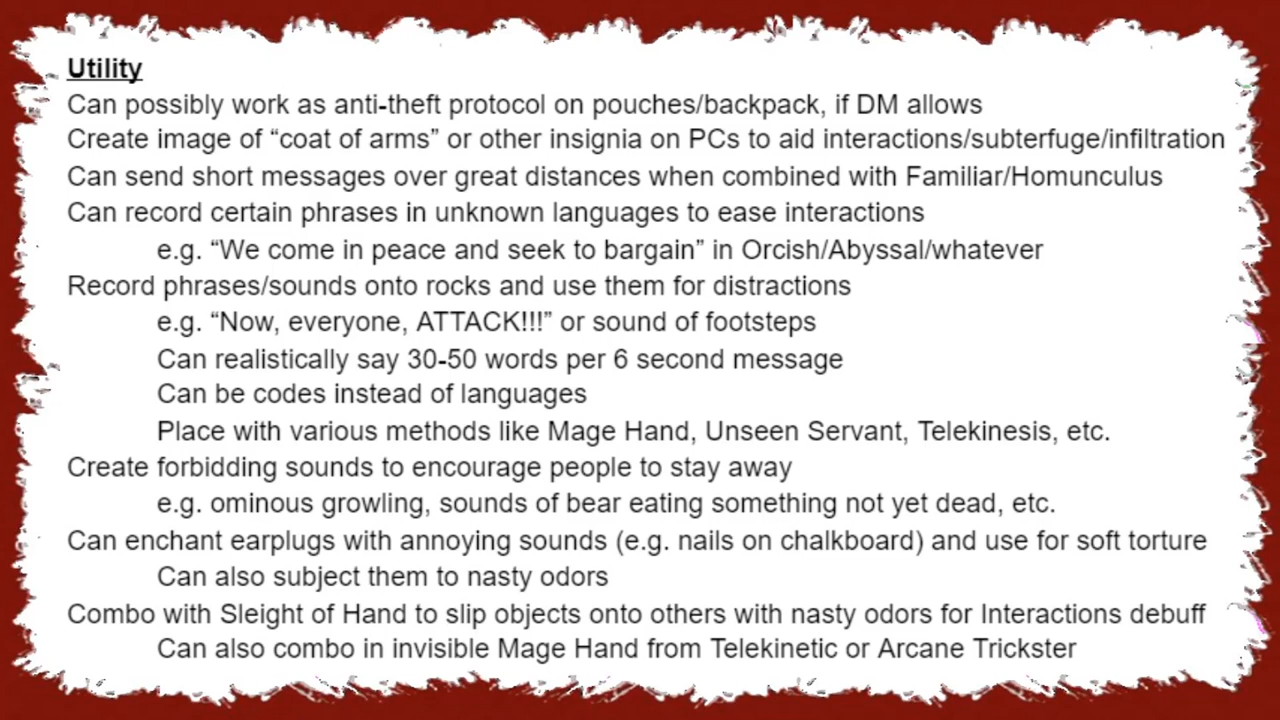 Utility
Can possibly work as anti-theft protocol on pouches/backpack, if DM allows
Create image of “coat of arms” or other insignia on PCs to aid interactions/subterfuge/infiltration
Can send short messages over great distances when combined with Familiar/Homunculus
Can record certain phrases in unknown languages to ease interactions
e.g. “We come in peace and seek to bargain” in Orcish/Abyssal/whatever
Record phrases/sounds onto rocks and use them for distractions
e.g. “Now, everyone, ATTACK!!!” or sound of footsteps
Can realistically say 30-50 words per 6 second message
Can be codes instead of languages
Place with various methods like Mage Hand, Unseen Servant, Telekinesis, etc.
Create forbidding sounds to encourage people to stay away
e.g. ominous growling, sounds of bear eating something not yet dead, etc.
Can enchant earplugs with annoying sounds (e.g. nails on chalkboard) and use for soft torture
Can also subject them to nasty odors
Combo with Sleight of Hand to slip objects onto others with nasty odors for Interactions debuff
Can also combo in invisible Mage Hand from Telekinetic or Arcane Trickster